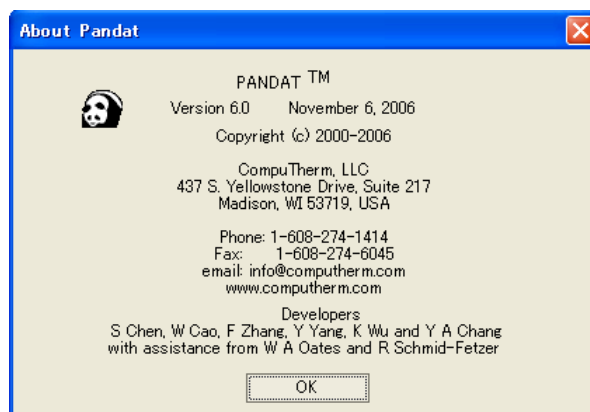 About Pandat
PANDAT TM
Version 6.0 November 6, 2006
Copyright (c) 2000-2006
CompuTherm, LLC
437 S. Yellowstone Drive, Suite 217
Madison, WI 53719, USA
Phone: 1-608-274-1414
Fax: 1-608-274-6045
email: info@computherm.com
www.computherm.com
Developers
S Chen, W Cao, F Zhang, Y Yang, K Wu and Y A Chang
with assistance from W A Oates and R Schmid-Fetzer
OK